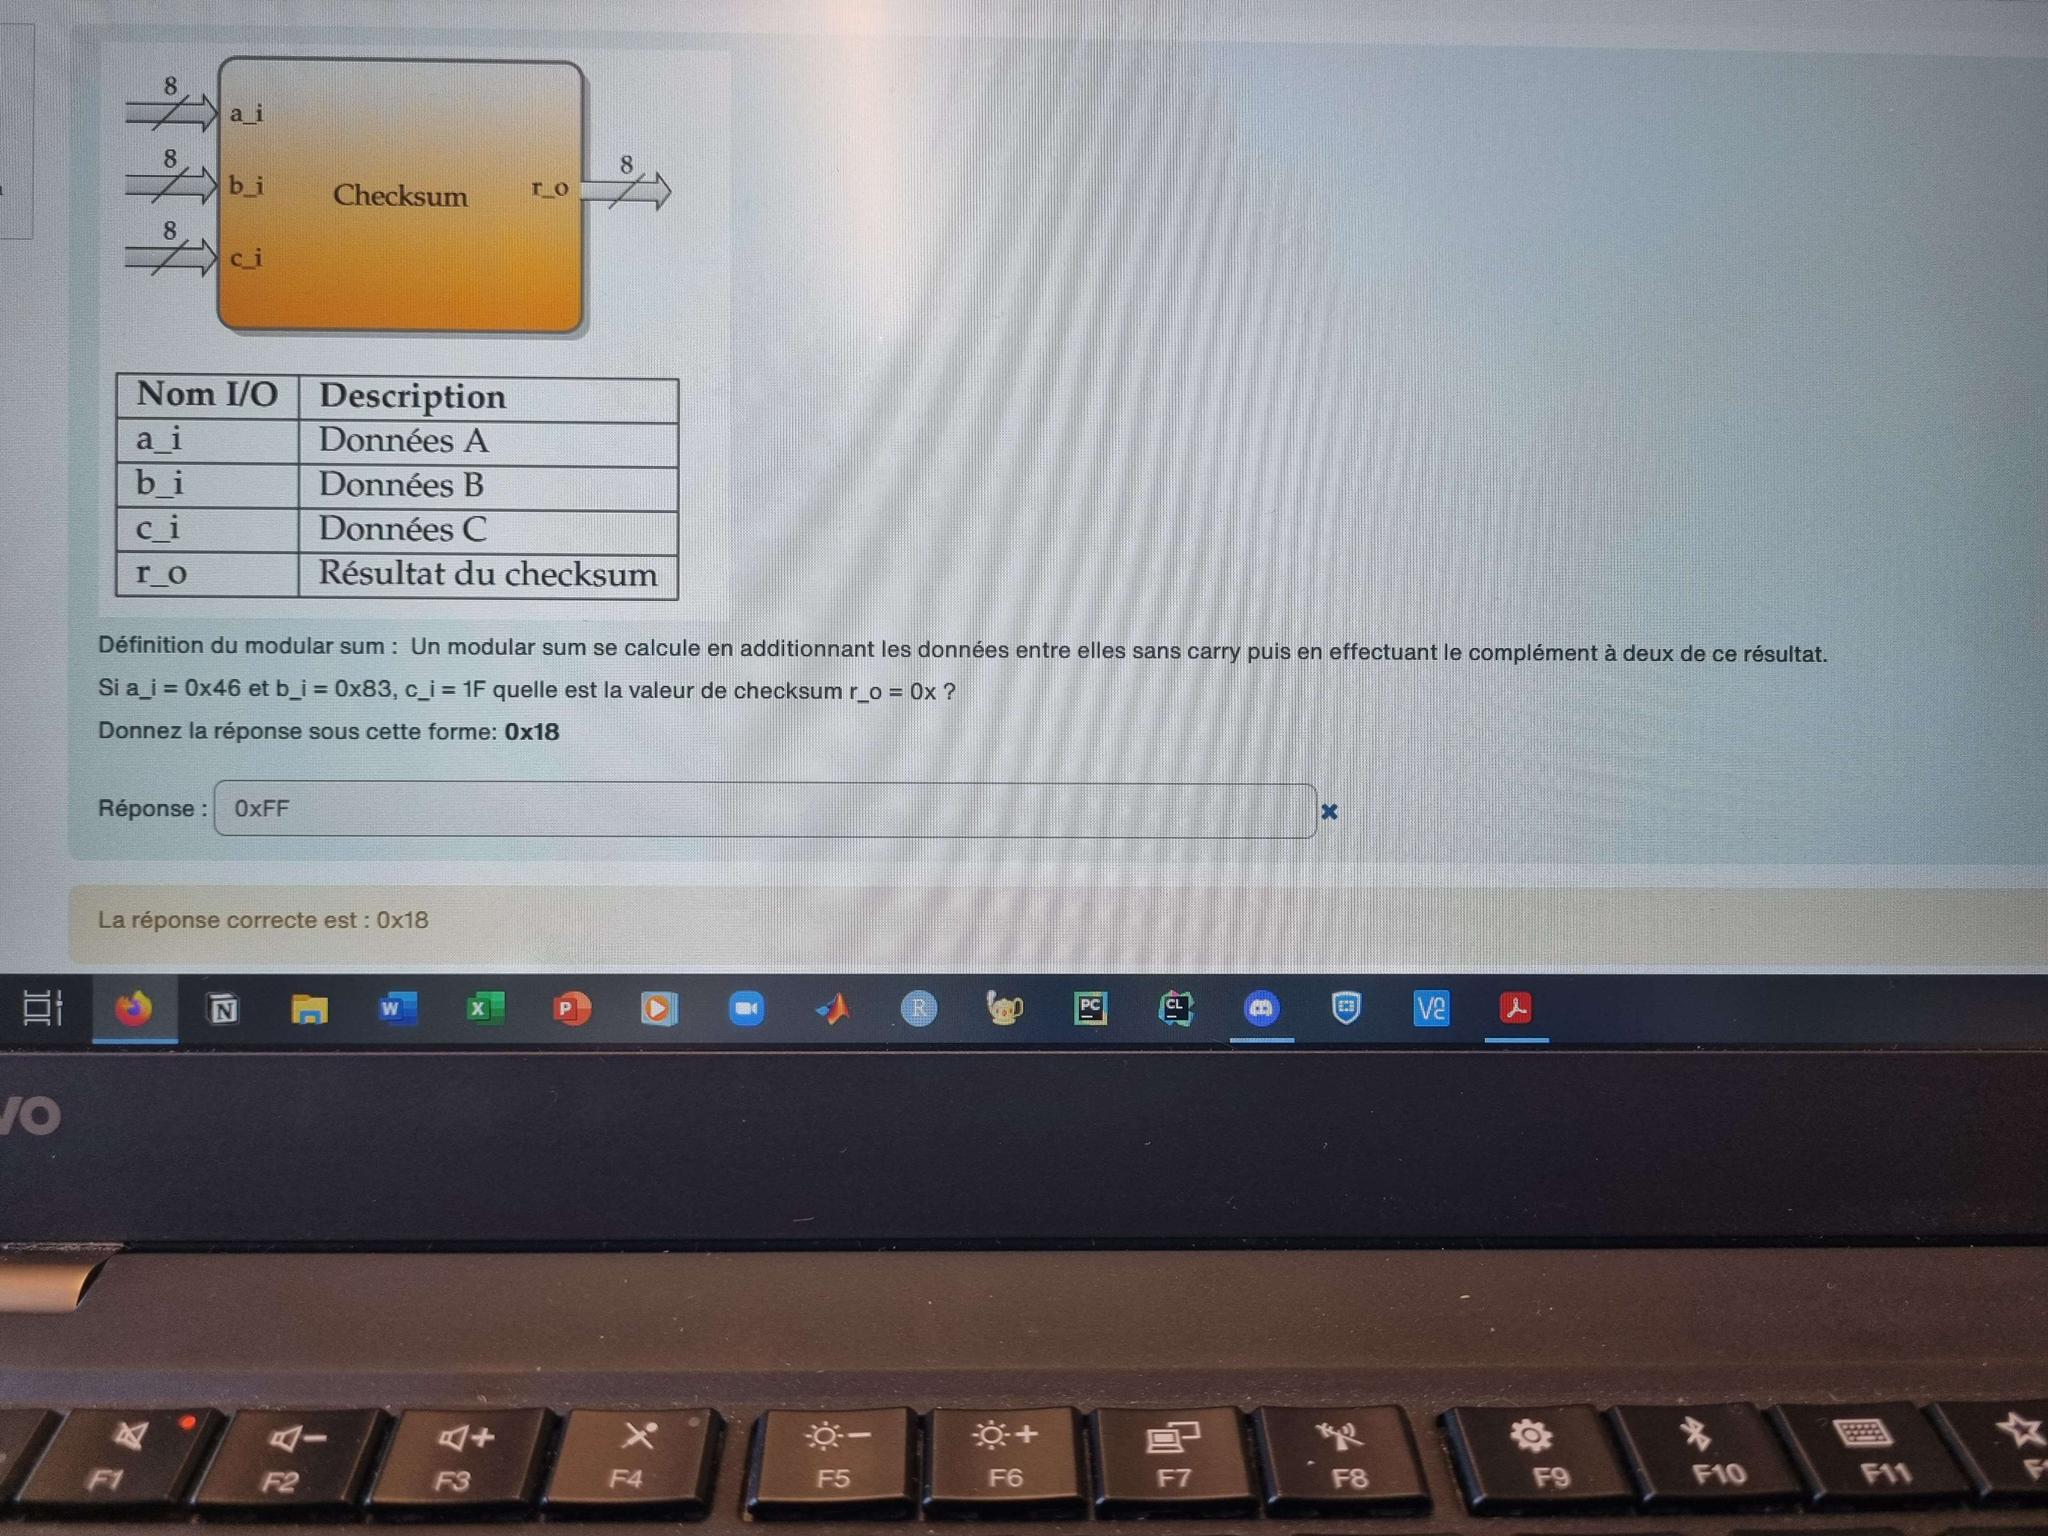 8
a_i
8
b_i
8
c_i
Checksum
r_o
8
Nom I/O Description
a_i Données A
b_i Données B
c_i Données C
r_o Résultat du checksum
Définition du modular sum : Un modular sum se calcule en additionnant les données entre elles sans carry puis en effectuant le complément à deux de ce résultat.
Si a_i = 0x46 et b_i = 0x83, c_i = 1F quelle est la valeur de checksum r_o = 0x ?
Donnez la réponse sous cette forme: 0x18
Réponse : 0xFF
La réponse correcte est : 0x18
N W X P R PC CL V2
VO
F1 F2 F3 F4 F5 F6 F7 F8 F9 F10 F11